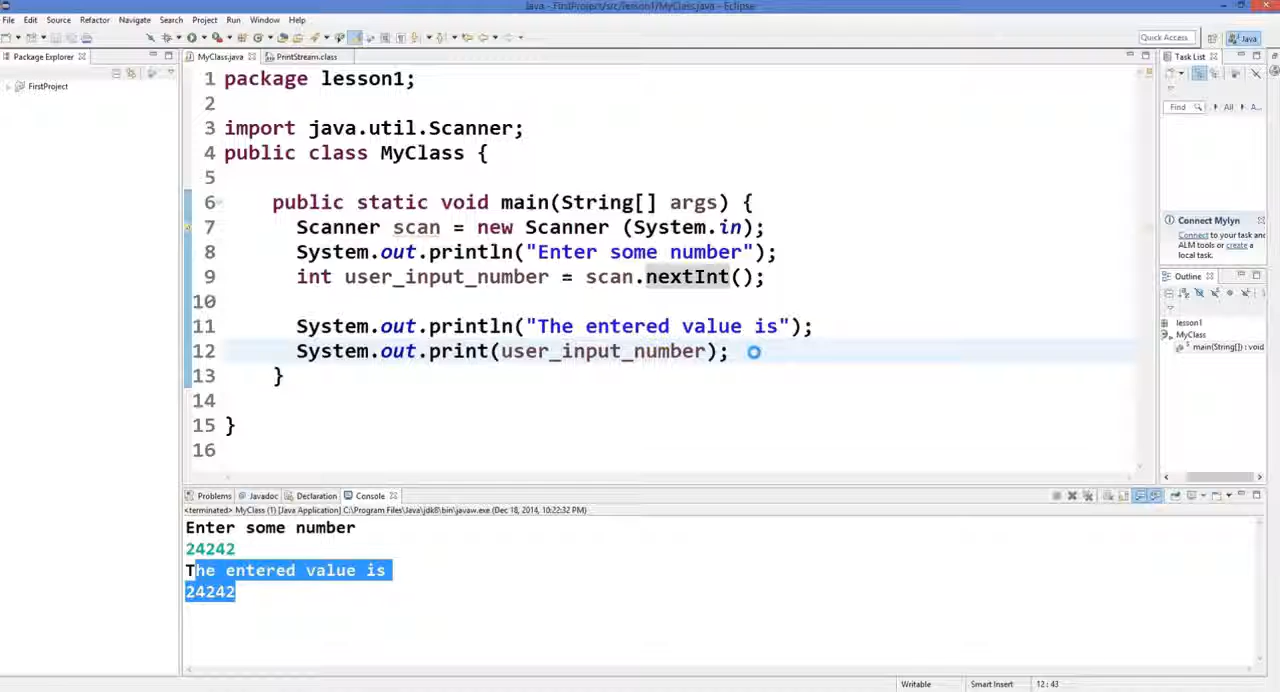 Java - FirstProject/src/lesson1/MyClass.java - Eclipse
File Edit Source Refactor Navigate Search Project Run Window Help
Quick Access Java
Package Explorer MyClass.java PrintStream.class Task List
FirstProject
Find All A...
Connect Mylyn
Connect to your task and
ALM tools or create a
local task.
Outline
lesson1
MyClass
main(String[]) : void
1 package lesson1;
2
3 import java.util.Scanner;
4 public class MyClass {
5
6 public static void main(String[] args) {
7 Scanner scan = new Scanner (System.in);
8 System.out.println("Enter some number");
9 int user_input_number = scan.nextInt();
10
11 System.out.println("The entered value is");
12 System.out.print(user_input_number);
13 }
14
15 }
16
Problems Javadoc Declaration Console
<terminated> MyClass (1) [Java Application] C:\Program Files\Java\jdk8\bin\javaw.exe (Dec 18, 2014, 10:22:32 PM)
Enter some number
24242
The entered value is
24242
Writable Smart Insert 12 : 43